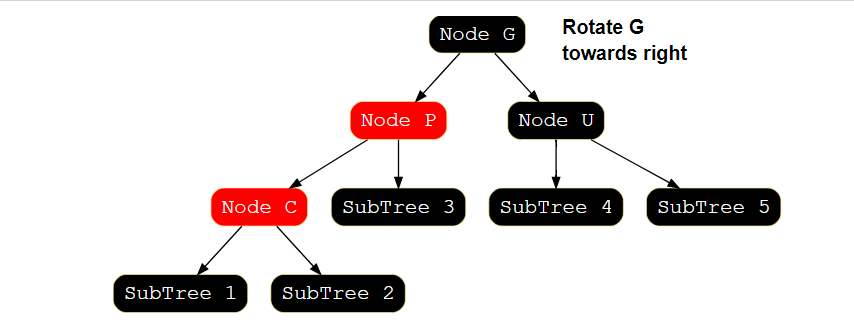 Node G
Rotate G
towards right
Node P
Node U
Node C
SubTree 3
SubTree 4
SubTree 5
SubTree 1
SubTree 2